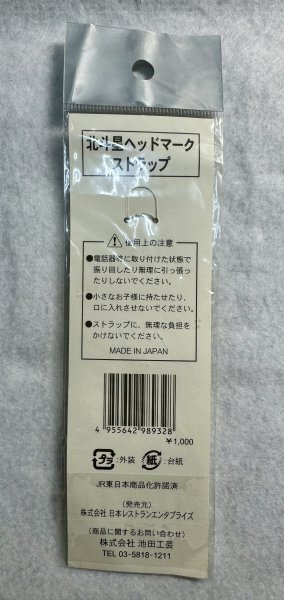 北斗星ヘッドマーク
ストラップ
⚠使用上の注意
●電話器等に取り付けた状態で
振り回したり無理に引っ張っ
たりしないでください。
●小さなお子様に持たせたり、
口に入れさせないでください。
●ストラップに、無理な負担を
かけないでください。
MADE IN JAPAN
4 955642 989328
¥1,000
プラ:外装 紙:台紙
JR東日本商品化許諾済
(発売元)
株式会社 日本レストランエンタプライズ
(商品に関するお問い合わせ)
株式会社 池田工芸
TEL 03-5818-1211